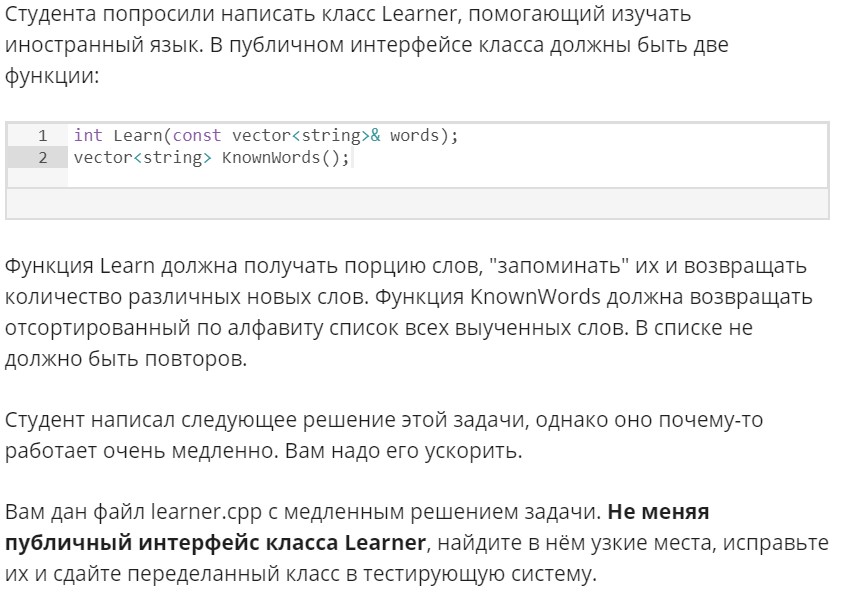 Студента попросили написать класс Learner, помогающий изучать
иностранный язык. В публичном интерфейсе класса должны быть две
функции:
1 int Learn(const vector<string>& words);
2 vector<string> KnownWords();
Функция Learn должна получать порцию слов, "запоминать" их и возвращать
количество различных новых слов. Функция KnownWords должна возвращать
отсортированный по алфавиту список всех выученных слов. В списке не
должно быть повторов.
Студент написал следующее решение этой задачи, однако оно почему-то
работает очень медленно. Вам надо его ускорить.
Вам дан файл learner.cpp с медленным решением задачи. Не меняя
публичный интерфейс класса Learner, найдите в нём узкие места, исправьте
их и сдайте переделанный класс в тестирующую систему.